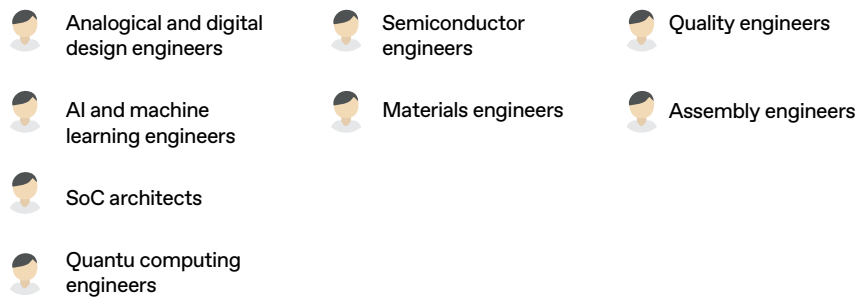 Analogical and digital
design engineers
AI and machine
learning engineers
SoC architects
Quantu computing
engineers
Semiconductor
engineers
Materials engineers
Quality engineers
Assembly engineers